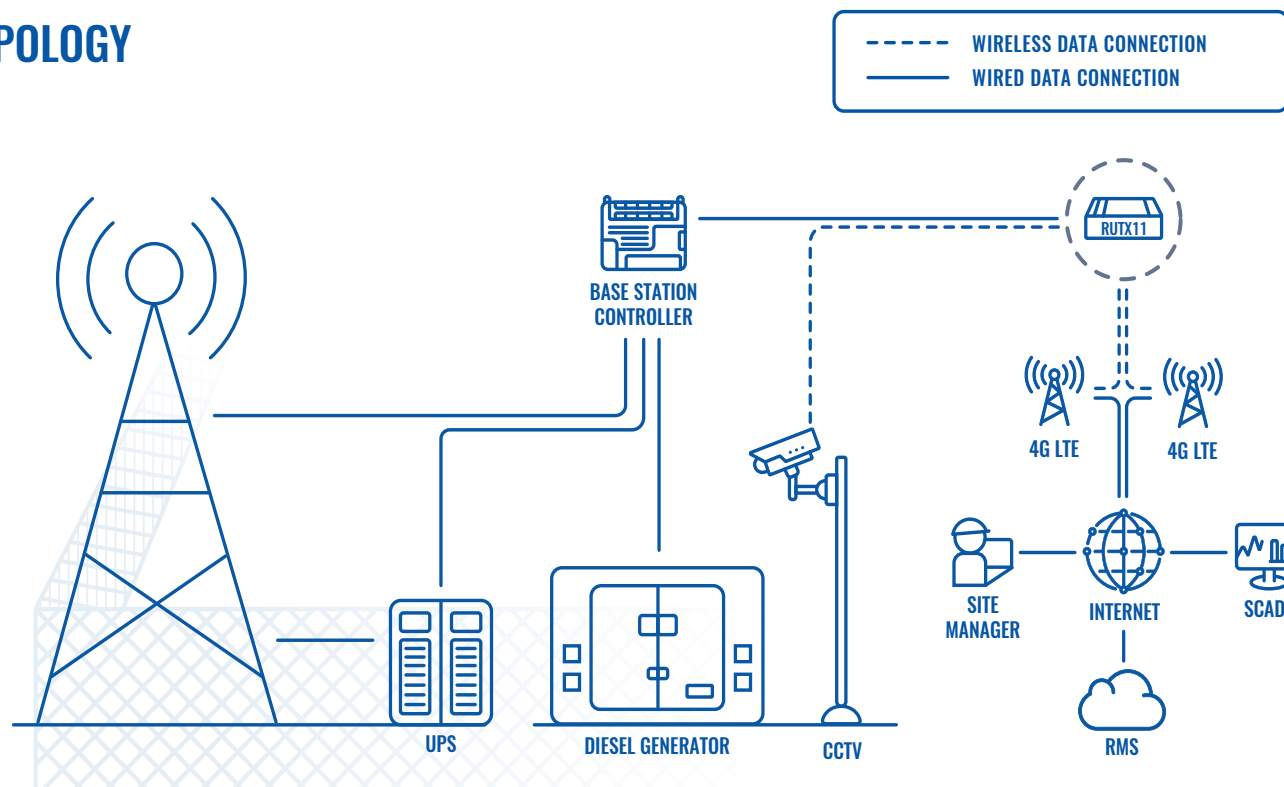 POLOGY
WIRELESS DATA CONNECTION
WIRED DATA CONNECTION
RUTX11
BASE STATION
CONTROLLER
4G LTE
4G LTE
SITE
MANAGER
INTERNET
SCAD
UPS
DIESEL GENERATOR
CCTV
RMS